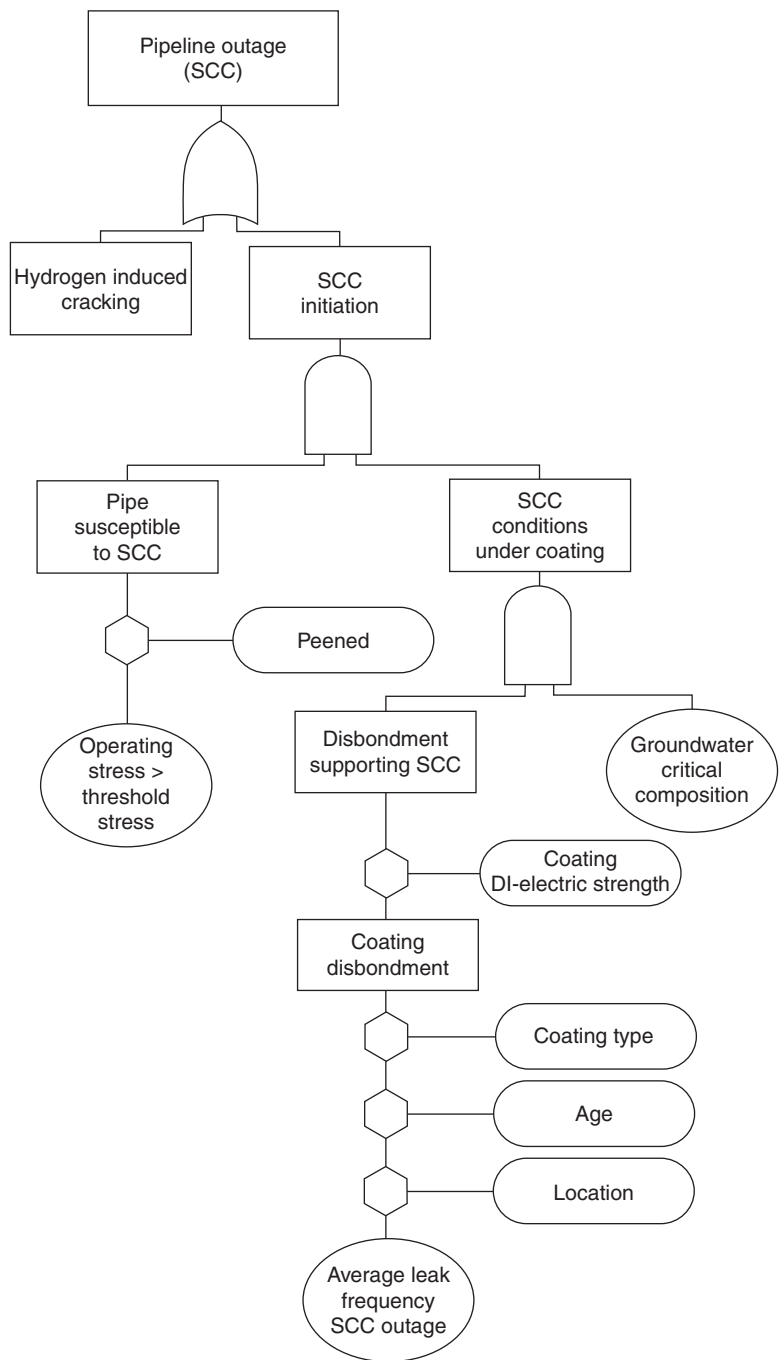 Pipeline outage
(SCC)
Hydrogen induced
cracking
SCC
initiation
Pipe
susceptible
to SCC
SCC
conditions
under coating
Peened
Operating
stress >
threshold
stress
Disbondment
supporting SCC
Groundwater
critical
composition
Coating
DI-electric strength
Coating
disbondment
Coating type
Age
Location
Average leak
frequency
SCC outage